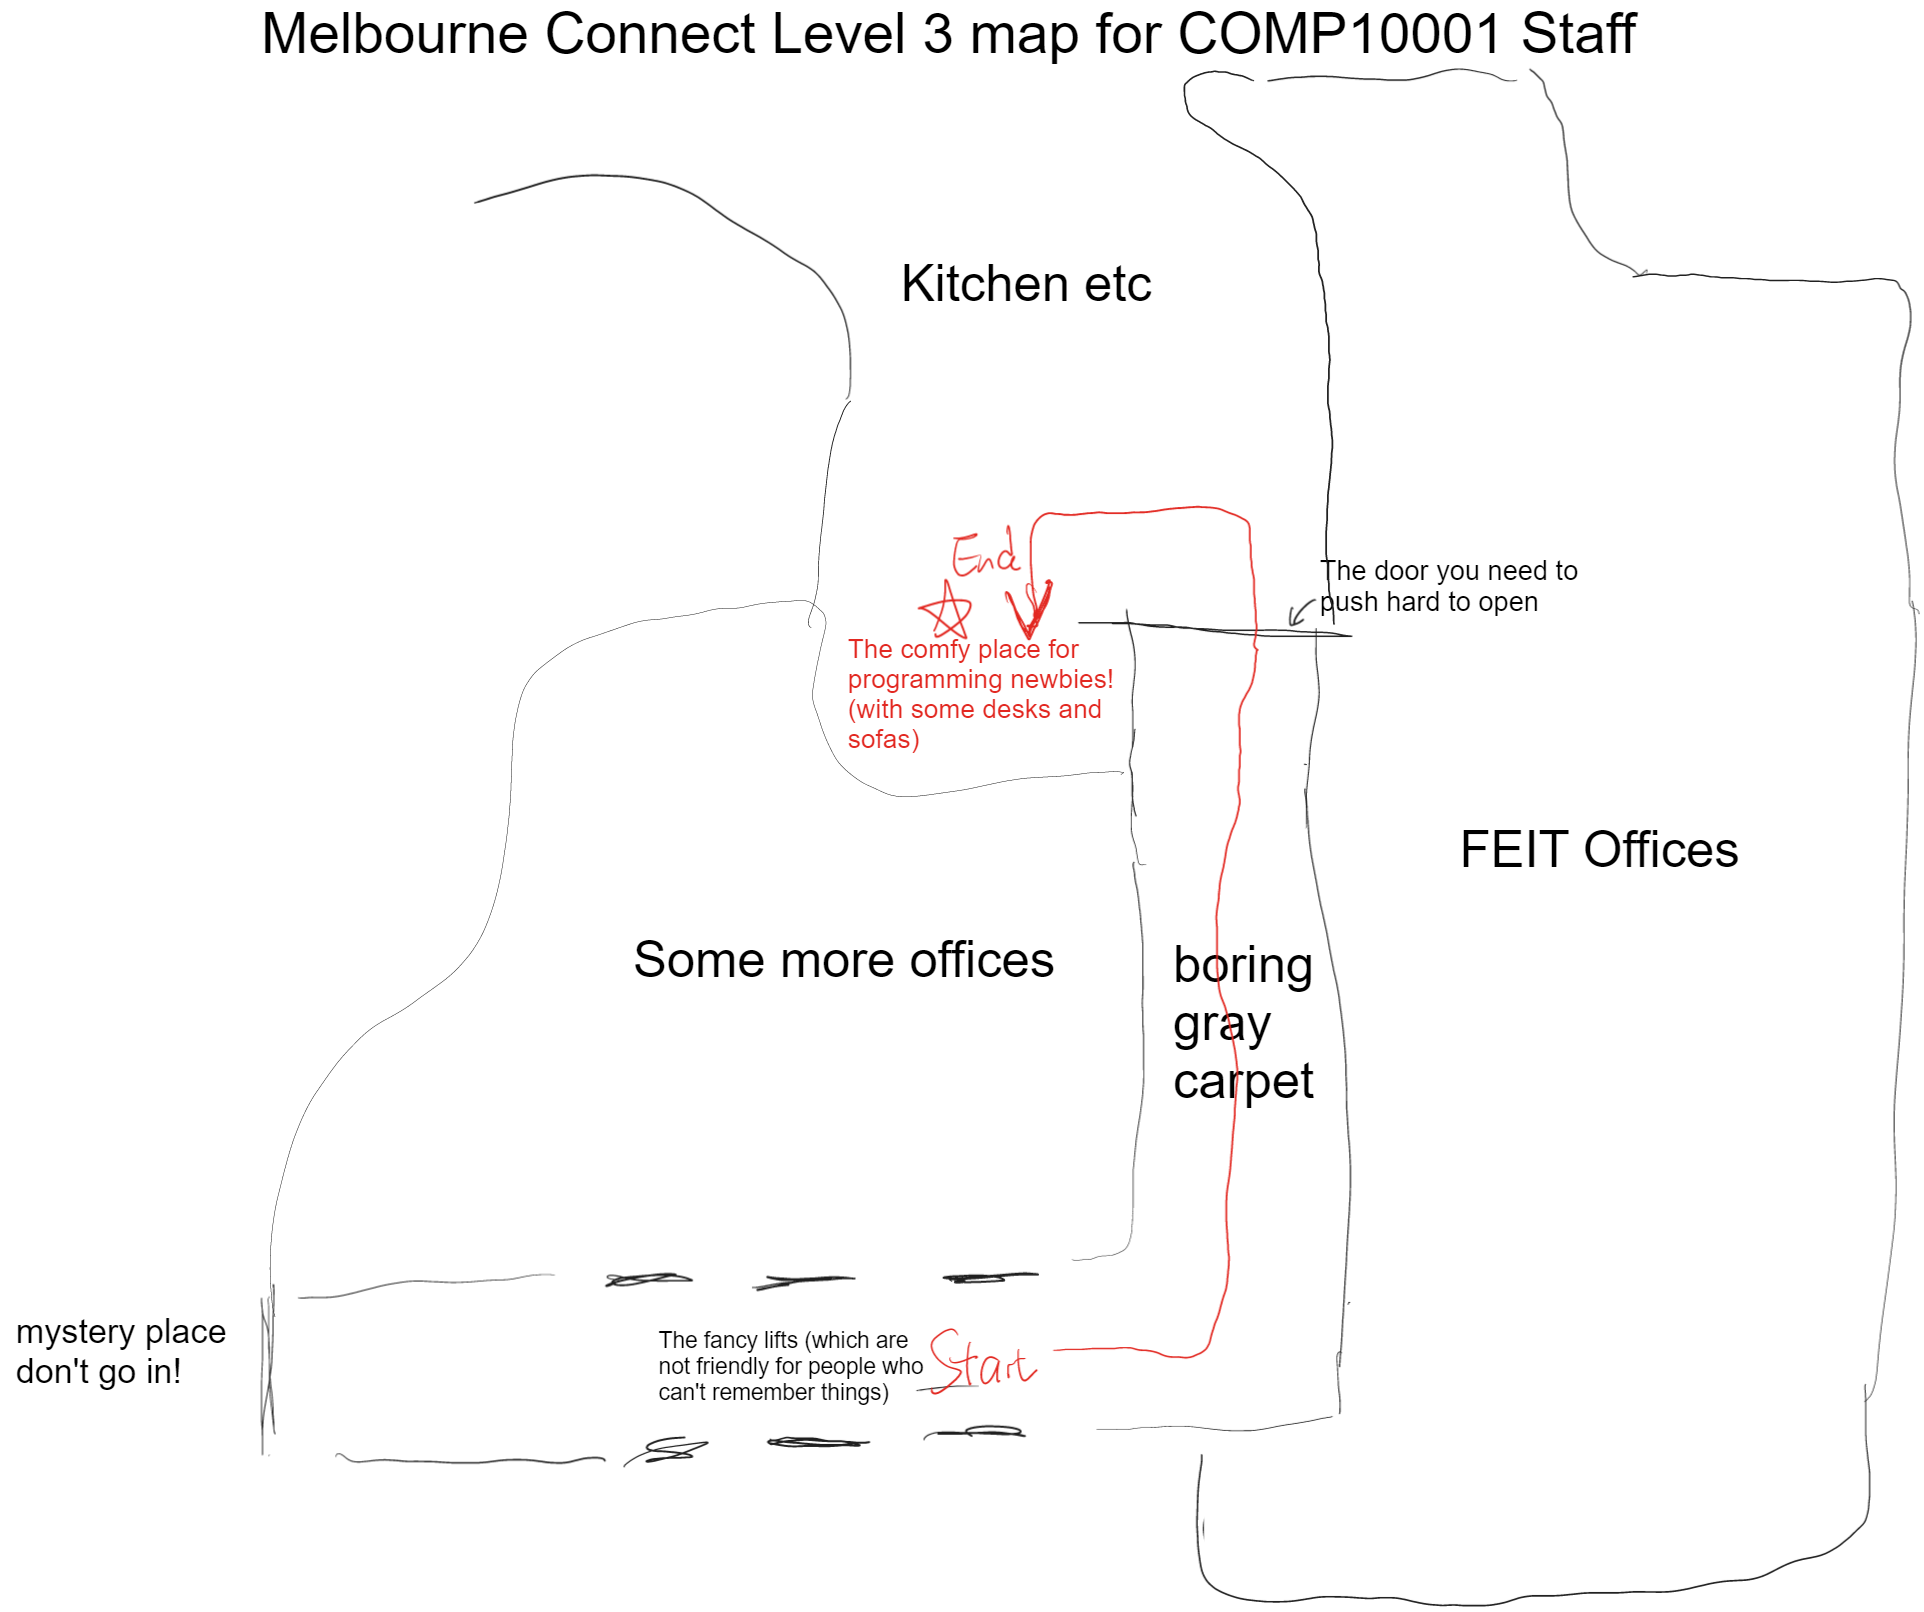 Melbourne Connect Level 3 map for COMP10001 Staff
Kitchen etc
End
The door you need to
push hard to open
The comfy place for
programming newbies!
(with some desks and
sofas)
FEIT Offices
Some more offices
boring
gray
carpet
mystery place
don't go in!
The fancy lifts (which are
not friendly for people who
can't remember things)
Start